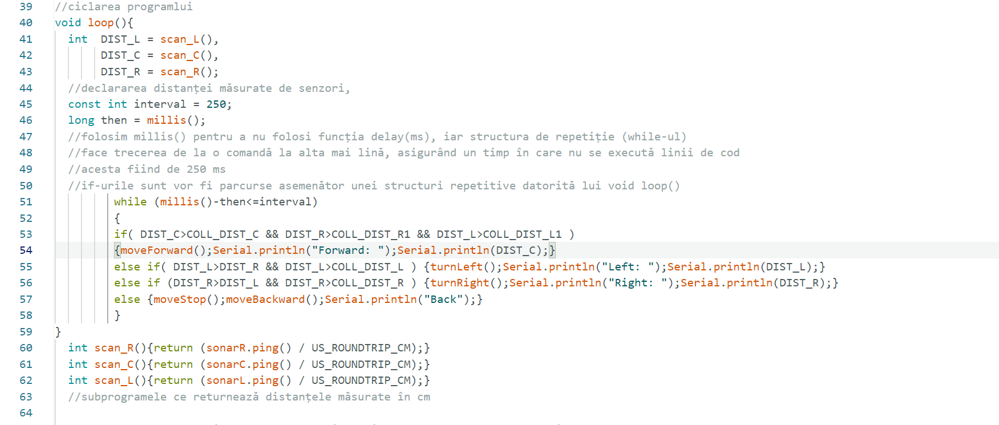 39 //ciclarea programlui
40 void loop(){
41 int  DIST_L = scan_L(),
42 DIST_C = scan_C(),
43 DIST_R = scan_R();
44 //declararea distanței măsurate de senzori,
45 const int interval = 250;
46 long then = millis();
47 //folosim millis() pentru a nu folosi funcția delay(ms), iar structura de repetiție (while-ul)
48 //face trecerea de la o comandă la alta mai lină, asigurând un timp în care nu se execută linii de cod
49 //acesta fiind de 250 ms
50 //if-urile sunt vor fi parcurse asemenător unei structuri repetitive datorită lui void loop()
51 while (millis()-then<=interval)
52 {
53 if( DIST_C>COLL_DIST_C && DIST_R>COLL_DIST_R1 && DIST_L>COLL_DIST_L1 )
54 {moveForward();Serial.println("Forward: ");Serial.println(DIST_C);}
55 else if( DIST_L>DIST_R && DIST_L>COLL_DIST_L ) {turnLeft();Serial.println("Left: ");Serial.println(DIST_L);}
56 else if (DIST_R>DIST_L && DIST_R>COLL_DIST_R ) {turnRight();Serial.println("Right: ");Serial.println(DIST_R);}
57 else {moveStop();moveBackward();Serial.println("Back");}
58 }
59 }
60 int scan_R(){return (sonarR.ping() / US_ROUNDTRIP_CM);}
61 int scan_C(){return (sonarC.ping() / US_ROUNDTRIP_CM);}
62 int scan_L(){return (sonarL.ping() / US_ROUNDTRIP_CM);}
63 //subprogramele ce returnează distanțele măsurate în cm
64